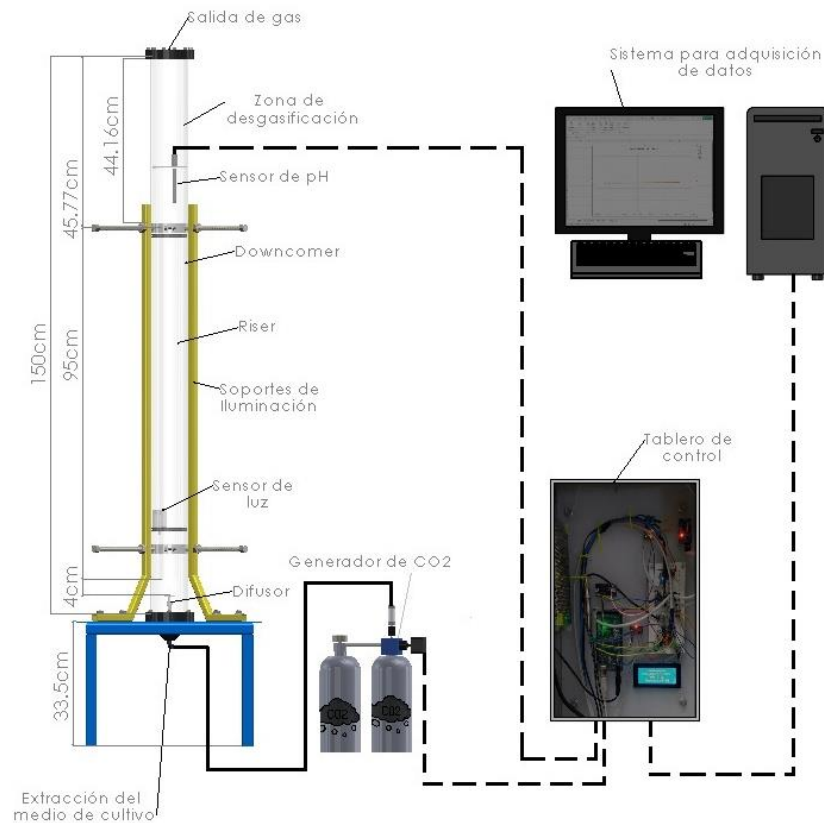 Salida de gas
Sistema para adquisición
de datos
Zona de
desgasificación
44.16cm
45.77cm
Sensor de pH
Downcomer
Riser
150cm
95cm
Soportes de
Iluminación
Tablero de
control
Sensor de
luz
Generador de CO2
4cm
Difusor
33.5cm
CO2
CO2
Extracción del
medio de cultivo